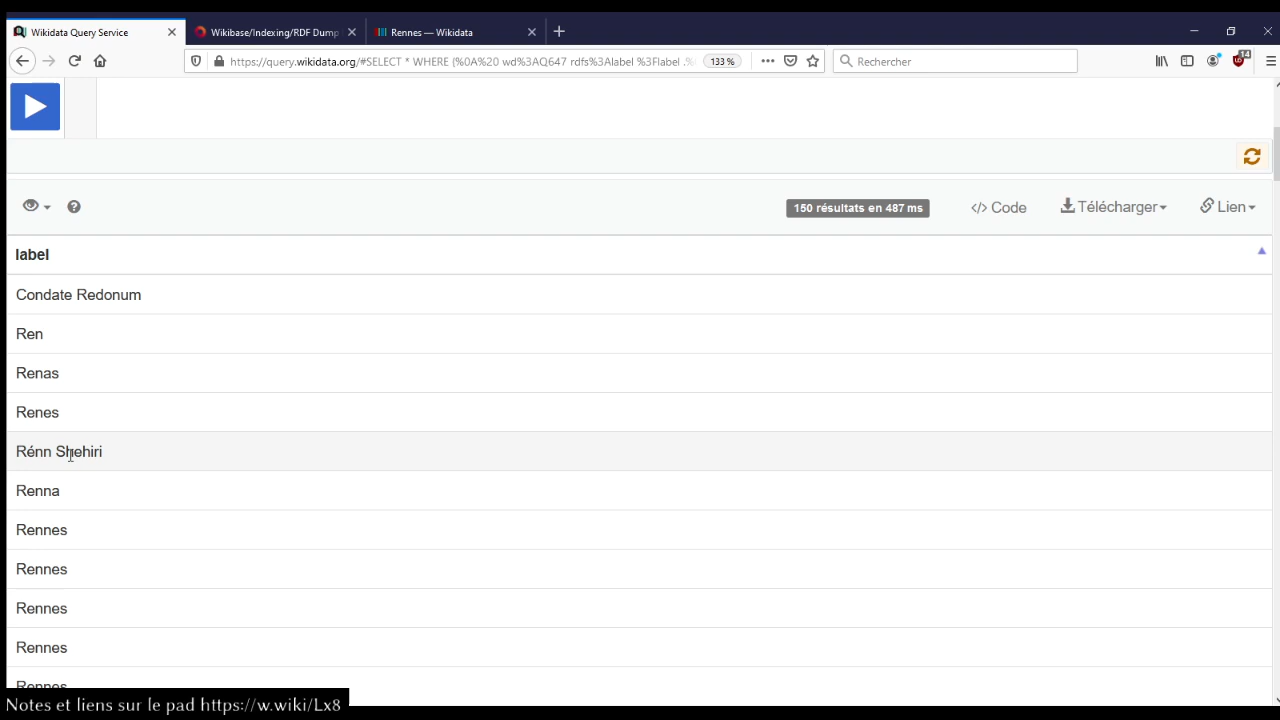 Wikidata Query Service
Wikibase/Indexing/RDF Dump
Rennes — Wikidata
https://query.wikidata.org/#SELECT * WHERE {%0A%20 wd%3AQ647 rdfs%3Alabel %3Flabel .%
133 %
Rechercher
14
150 résultats en 487 ms
</> Code
Télécharger
Lien
label
Condate Redonum
Ren
Renas
Renes
Rénn Shehiri
Renna
Rennes
Rennes
Rennes
Rennes
Rennes
Notes et liens sur le pad https://w.wiki/Lx8